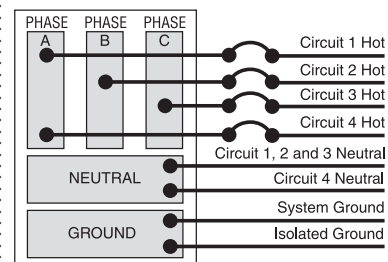 PHASE PHASE PHASE
A B C
Circuit 1 Hot
Circuit 2 Hot
Circuit 3 Hot
Circuit 4 Hot
Circuit 1, 2 and 3 Neutral
NEUTRAL
Circuit 4 Neutral
System Ground
GROUND
Isolated Ground